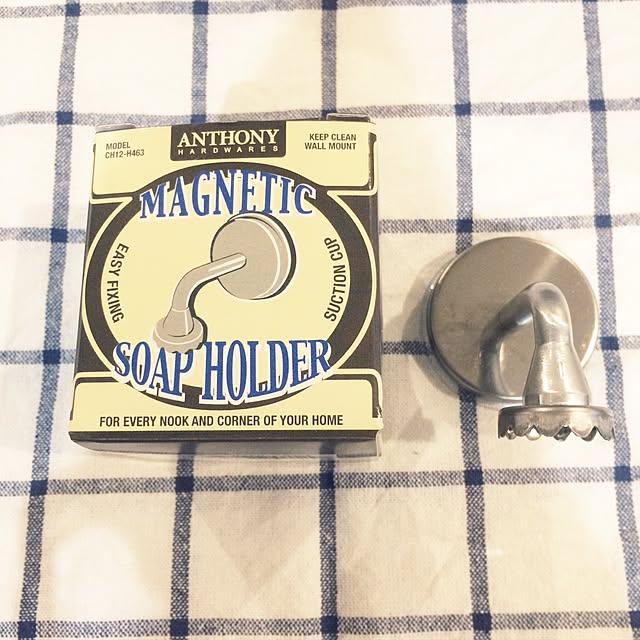 MODEL
CH12-H463
ANTHONY
HARDWARES
KEEP CLEAN
WALL MOUNT
MAGNETIC
EASY FIXING
SUCTION CUP
SOAP HOLDER
FOR EVERY NOOK AND CORNER OF YOUR HOME